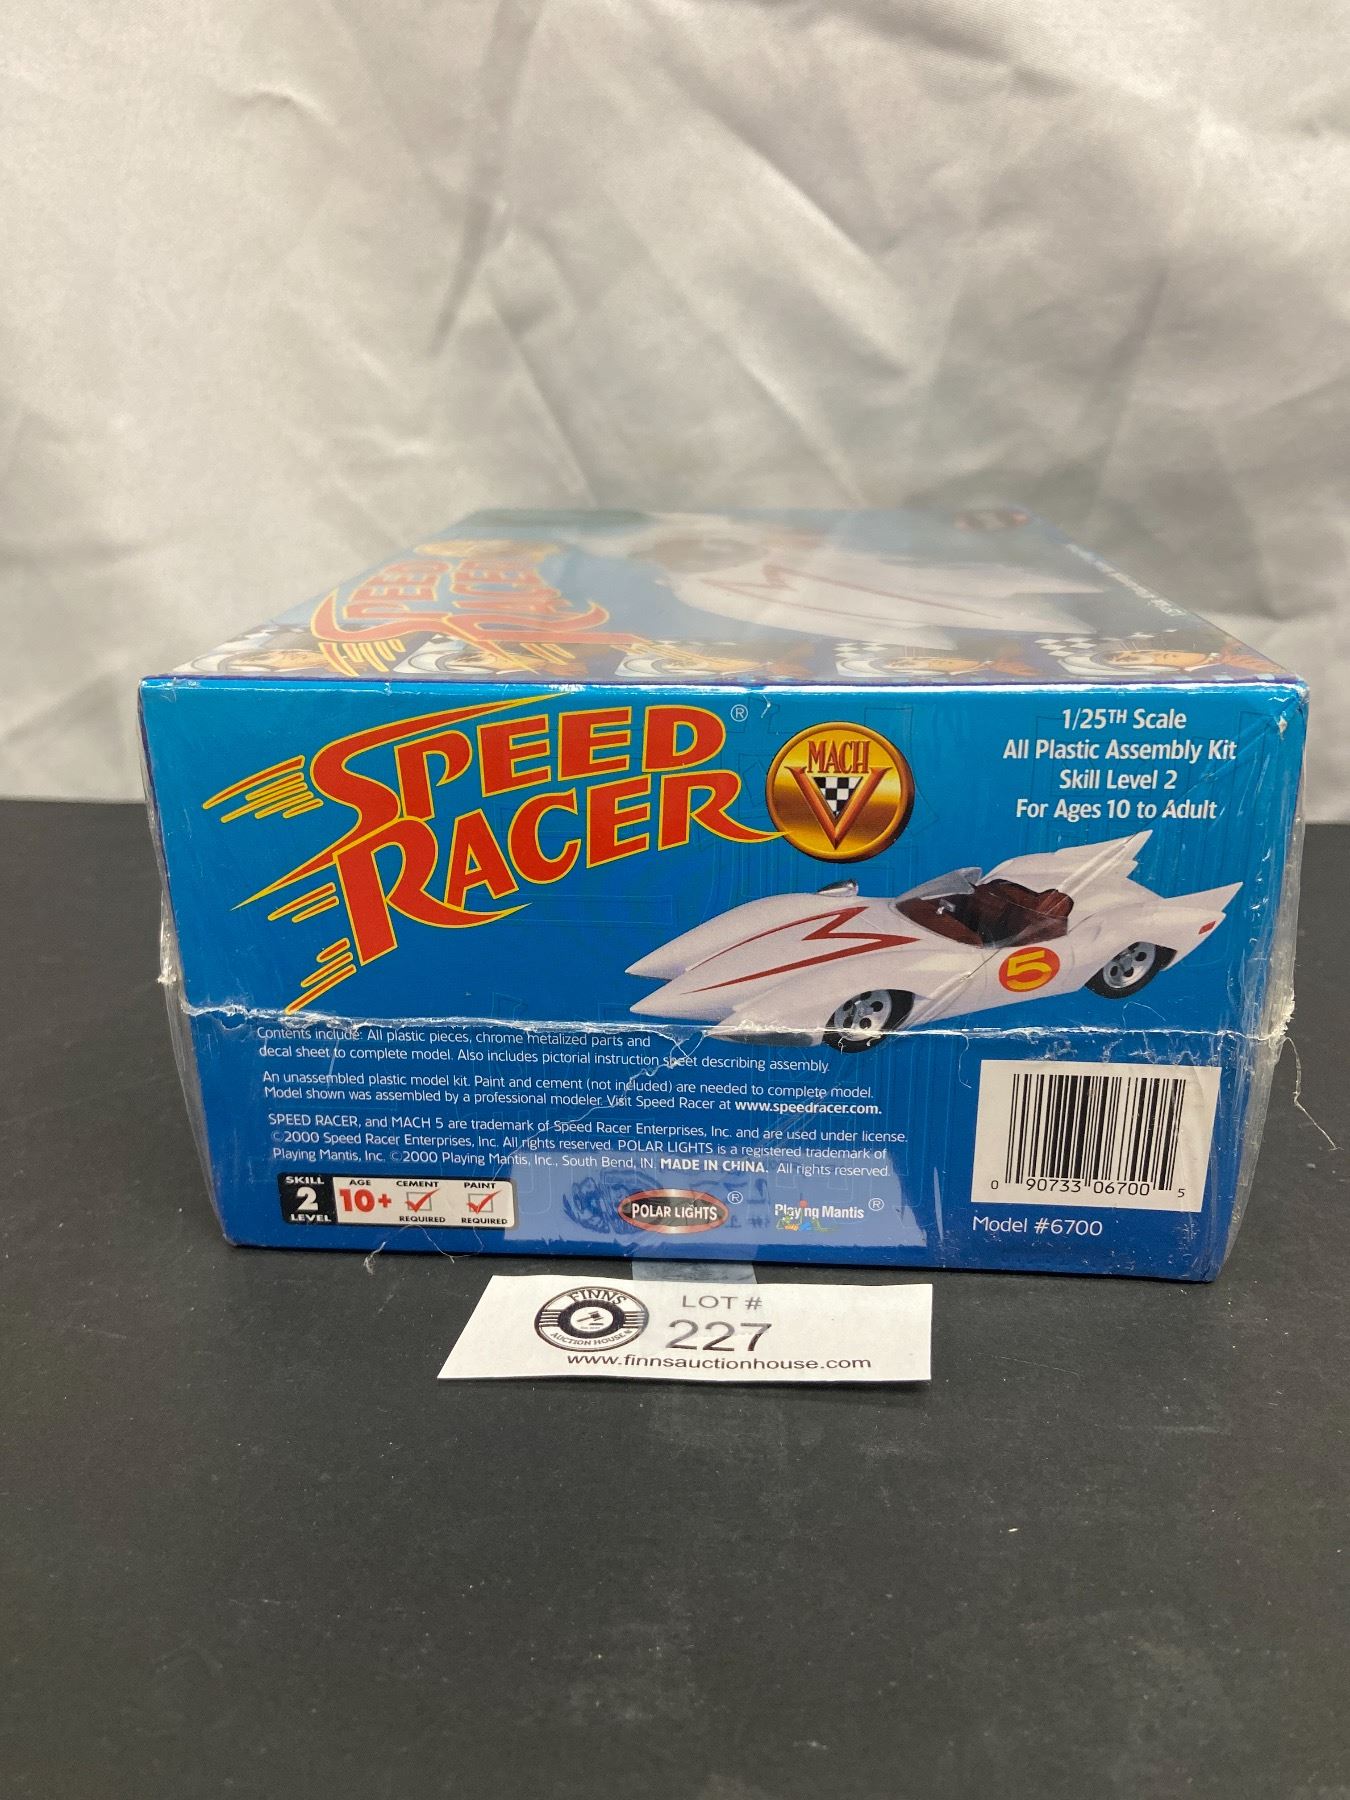 SPEED
RACER
SPEED®
RACER
MACH
V
1/25TH Scale
All Plastic Assembly Kit
Skill Level 2
For Ages 10 to Adult
5
Contents include: All plastic pieces, chrome metalized parts and
decal sheet to complete model. Also includes pictorial instruction sheet describing assembly.
An unassembled plastic model kit. Paint and cement (not included) are needed to complete model.
Model shown was assembled by a professional modeler. Visit Speed Racer at www.speedracer.com.
SPEED RACER, and MACH 5 are trademark of Speed Racer Enterprises, Inc. and are used under license.
©2000 Speed Racer Enterprises, Inc. All rights reserved. POLAR LIGHTS is a registered trademark of
Playing Mantis, Inc. ©2000 Playing Mantis, Inc., South Bend, IN. MADE IN CHINA. All rights reserved.
SKILL
2
LEVEL
AGE
10+
CEMENT
REQUIRED
PAINT
REQUIRED
POLAR LIGHTS®
Playing Mantis®
0 90733 06700 5
Model #6700
FINNS
AUCTION HOUSE
LOT #
227
www.finnsauctionhouse.com